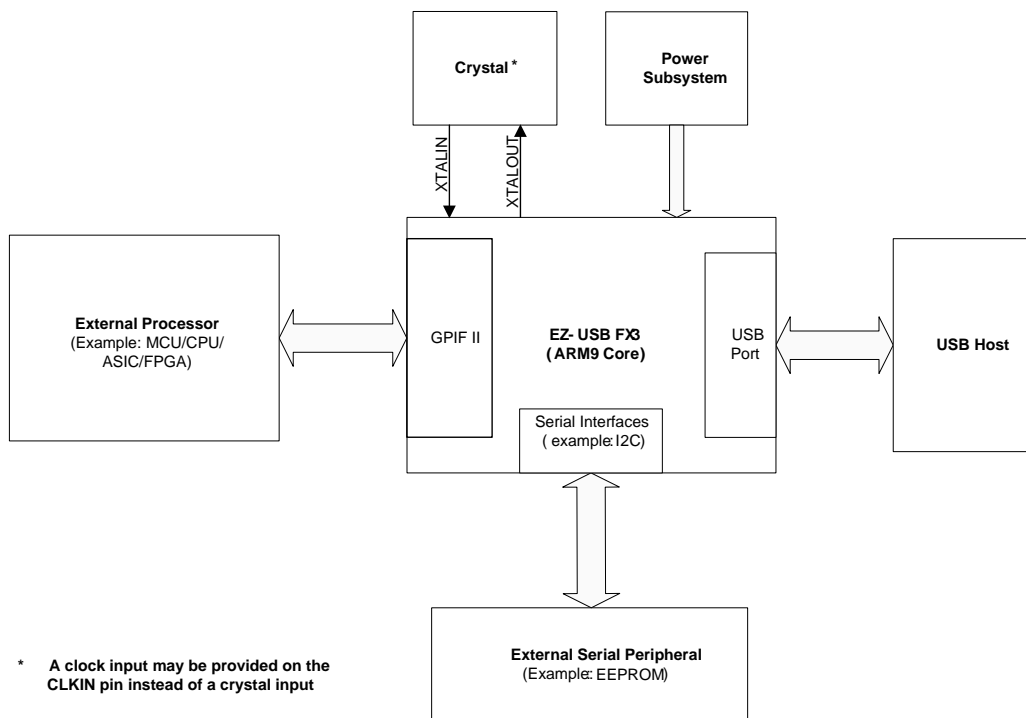 Crystal *
Power
Subsystem
XTALIN
XTALOUT
External Processor
(Example: MCU/CPU/
ASIC/FPGA)
GPIF II
EZ- USB FX3
( ARM9 Core)
USB
Port
USB Host
Serial Interfaces
( example: I2C)
External Serial Peripheral
(Example: EEPROM)
* A clock input may be provided on the
CLKIN pin instead of a crystal input